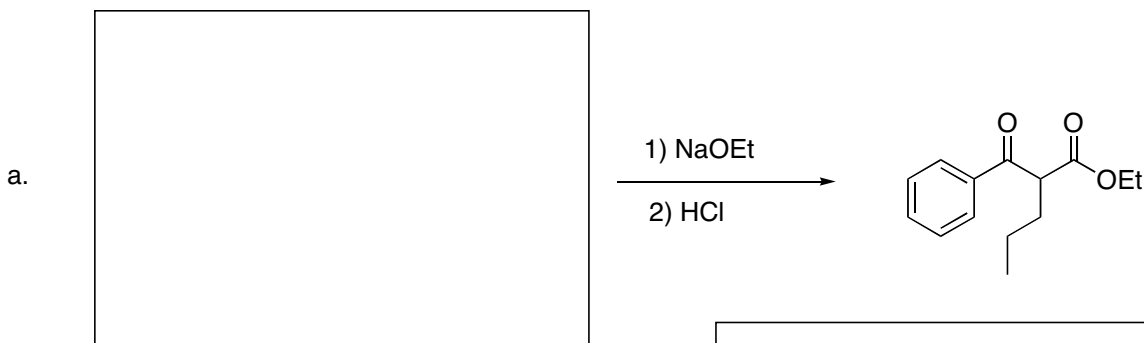 O O
1) NaOEt
a.
OEt
2) HCl